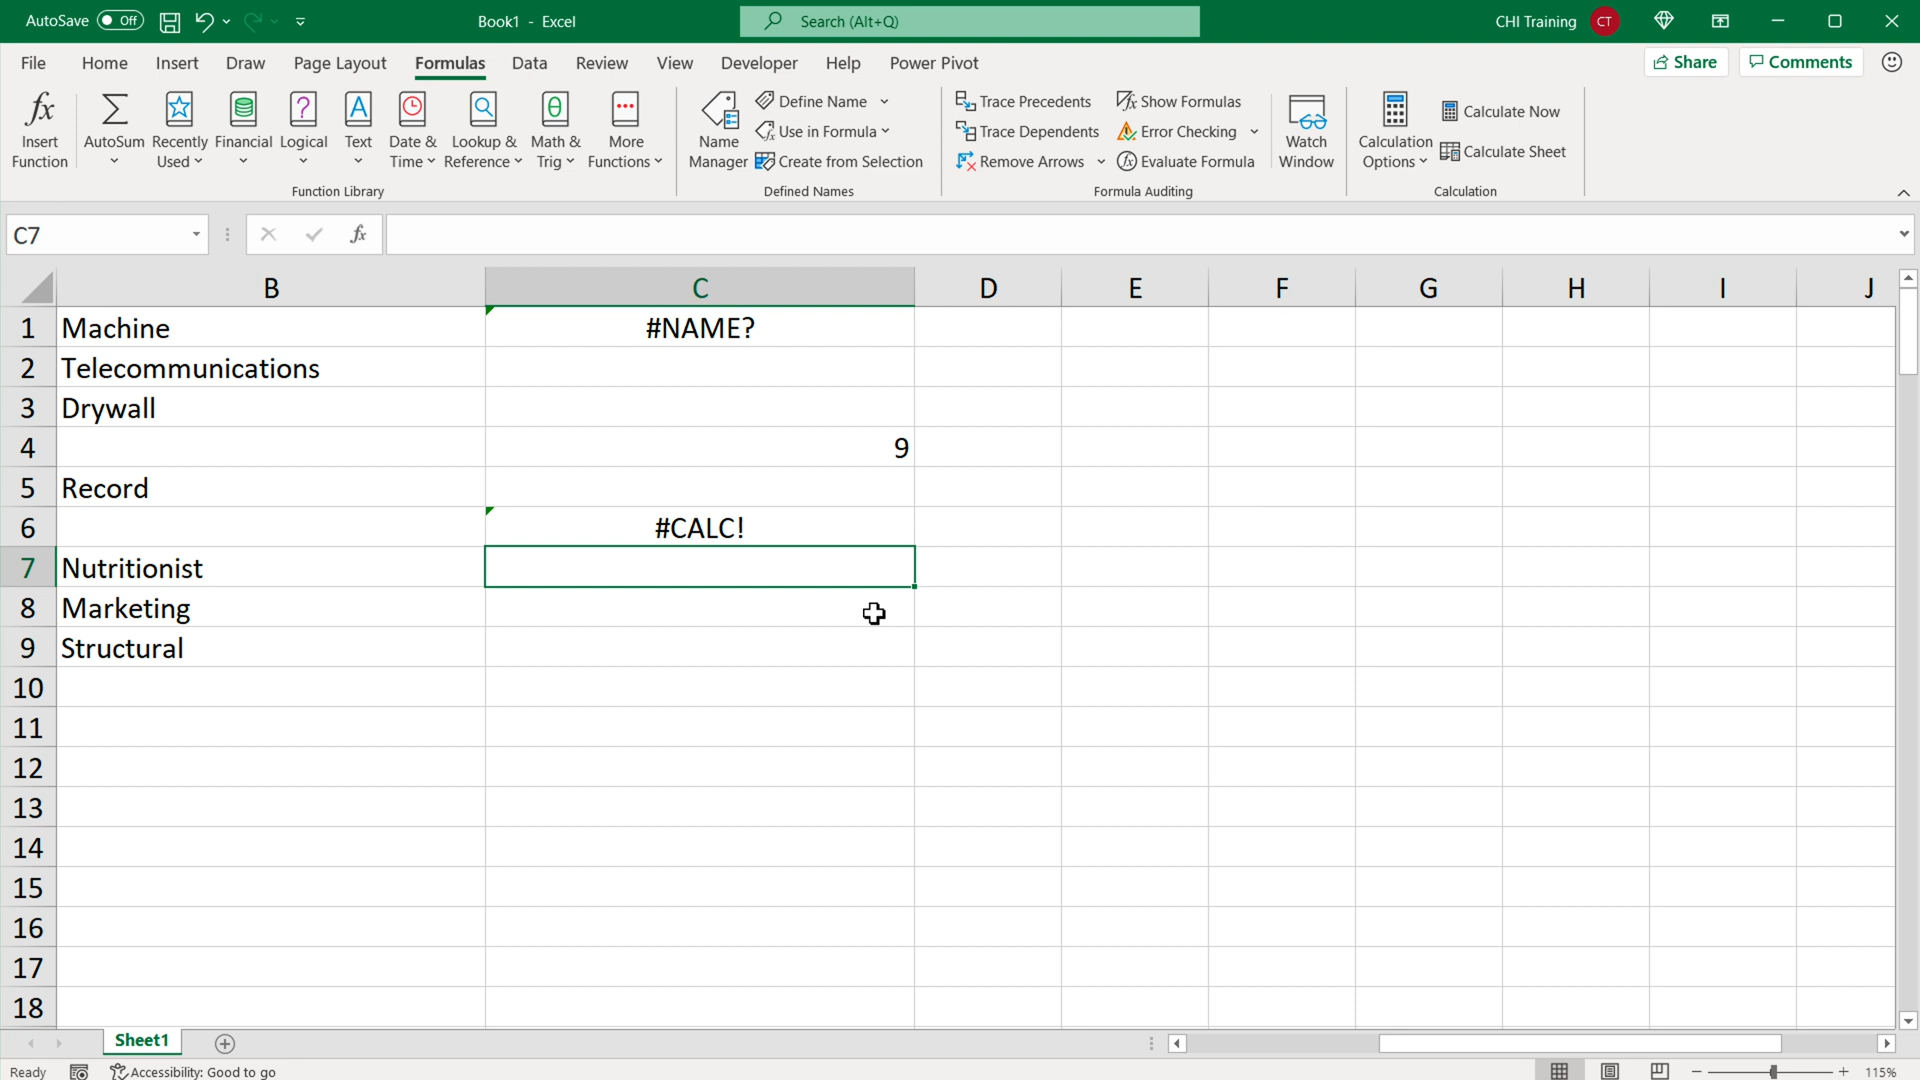 AutoSave Off Book1 - Excel Search (Alt+Q) CHI Training CT
File Home Insert Draw Page Layout Formulas Data Review View Developer Help Power Pivot Share Comments
Insert Function
AutoSum
Recently Used
Financial
Logical
Text
Date & Time
Lookup & Reference
Math & Trig
More Functions
Function Library
Name Manager
Define Name
Use in Formula
Create from Selection
Defined Names
Trace Precedents
Trace Dependents
Remove Arrows
Show Formulas
Error Checking
Evaluate Formula
Formula Auditing
Watch Window
Calculation Options
Calculate Now
Calculate Sheet
Calculation
C7 fx
B C D E F G H I J
1 Machine #NAME?
2 Telecommunications
3 Drywall
4 9
5 Record
6 #CALC!
7 Nutritionist
8 Marketing
9 Structural
10
11
12
13
14
15
16
17
18
Sheet1
Ready Accessibility: Good to go 115%